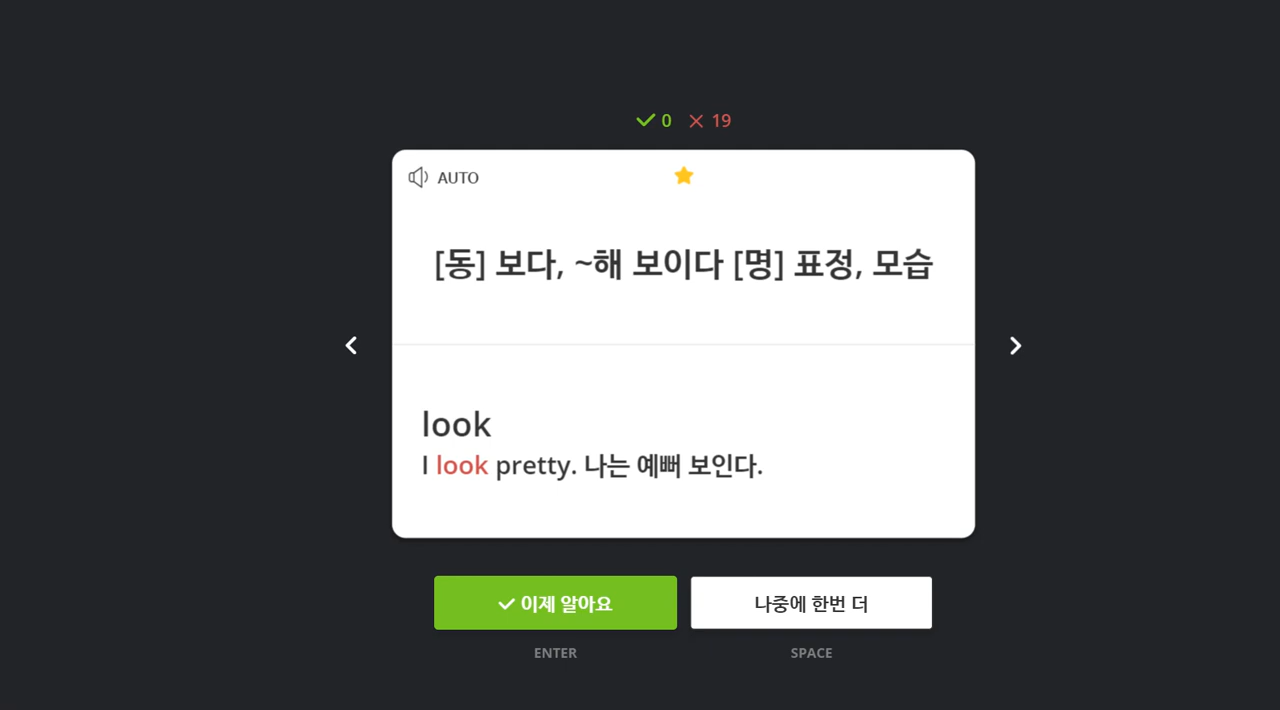 0 19
AUTO
[동] 보다, ~해 보이다 [명] 표정, 모습
look
I look pretty. 나는 예뻐 보인다.
이제 알아요 나중에 한번 더
ENTER SPACE